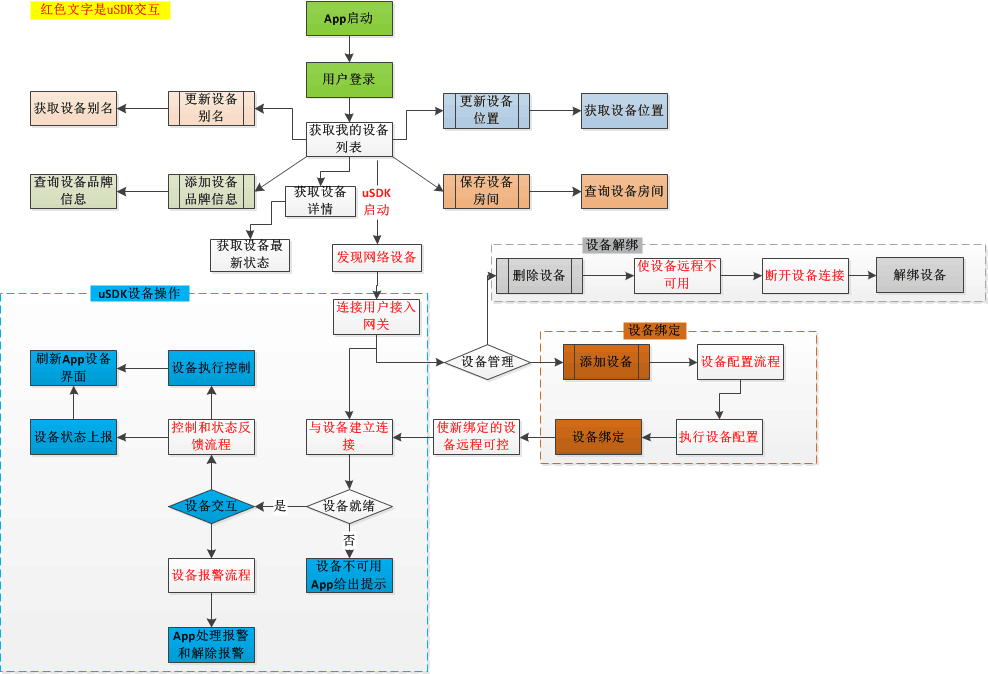 红色文字是uSDK交互
App启动
用户登录
获取设备别名
更新设备
别名
获取我的设备
列表
更新设备
位置
获取设备位置
查询设备品牌
信息
添加设备
品牌信息
获取设备
详情
uSDK
启动
保存设备
房间
查询设备房间
获取设备最
新状态
发现网络设备
设备解绑
删除设备
使设备远程不
可用
断开设备连接
解绑设备
uSDK设备操作
连接用户接入
网关
设备管理
设备绑定
添加设备
设备配置流程
刷新App设备
界面
设备执行控制
设备状态上报
控制和状态反
馈流程
与设备建立连
接
使新绑定的设
备远程可控
设备绑定
执行设备配置
设备交互
是
设备就绪
否
设备报警流程
设备不可用
App给出提示
App处理报警
和解除报警